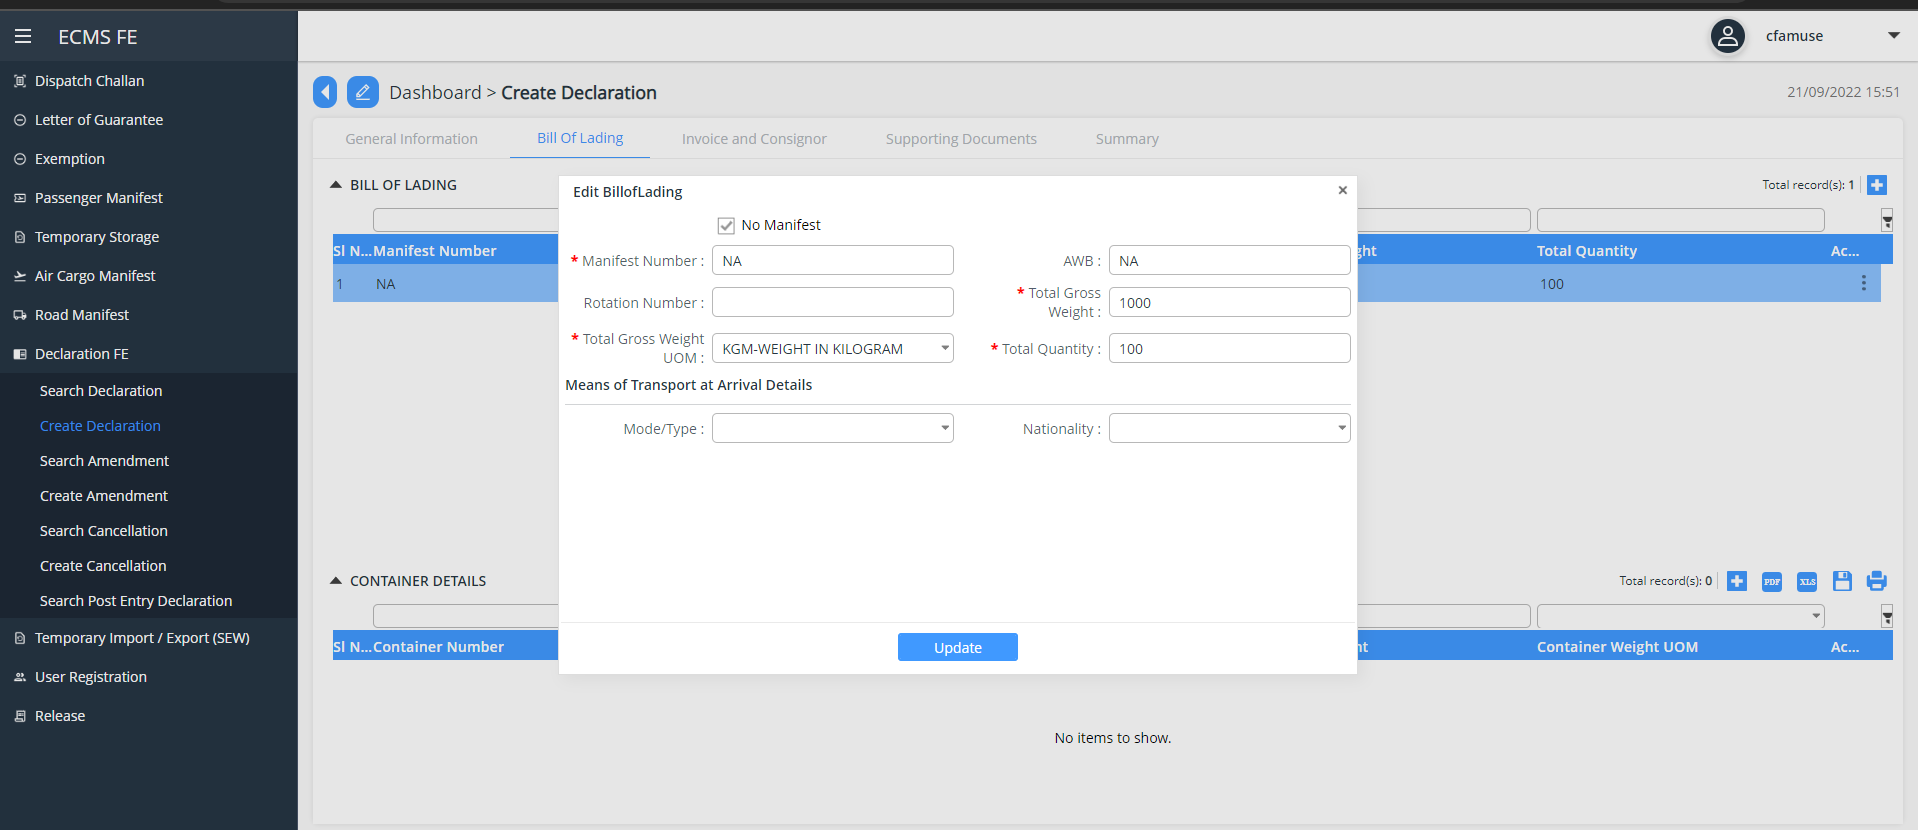 ECMS FE
cfamuse
Dispatch Challan
Letter of Guarantee
Exemption
Passenger Manifest
Temporary Storage
Air Cargo Manifest
Road Manifest
Declaration FE
Search Declaration
Create Declaration
Search Amendment
Create Amendment
Search Cancellation
Create Cancellation
Search Post Entry Declaration
Temporary Import / Export (SEW)
User Registration
Release
Dashboard > Create Declaration
21/09/2022 15:51
General Information Bill Of Lading Invoice and Consignor Supporting Documents Summary
BILL OF LADING
Total record(s): 1
Sl N... Manifest Number ght Total Quantity Ac...
1 NA 100
Edit BillofLading ×
No Manifest
* Manifest Number : NA
AWB : NA
Rotation Number :
* Total Gross
Weight : 1000
* Total Gross Weight
UOM : KGM-WEIGHT IN KILOGRAM
* Total Quantity : 100
Means of Transport at Arrival Details
Mode/Type :
Nationality :
Update
CONTAINER DETAILS
Total record(s): 0
PDF XLS
Sl N... Container Number nt Container Weight UOM Ac...
No items to show.